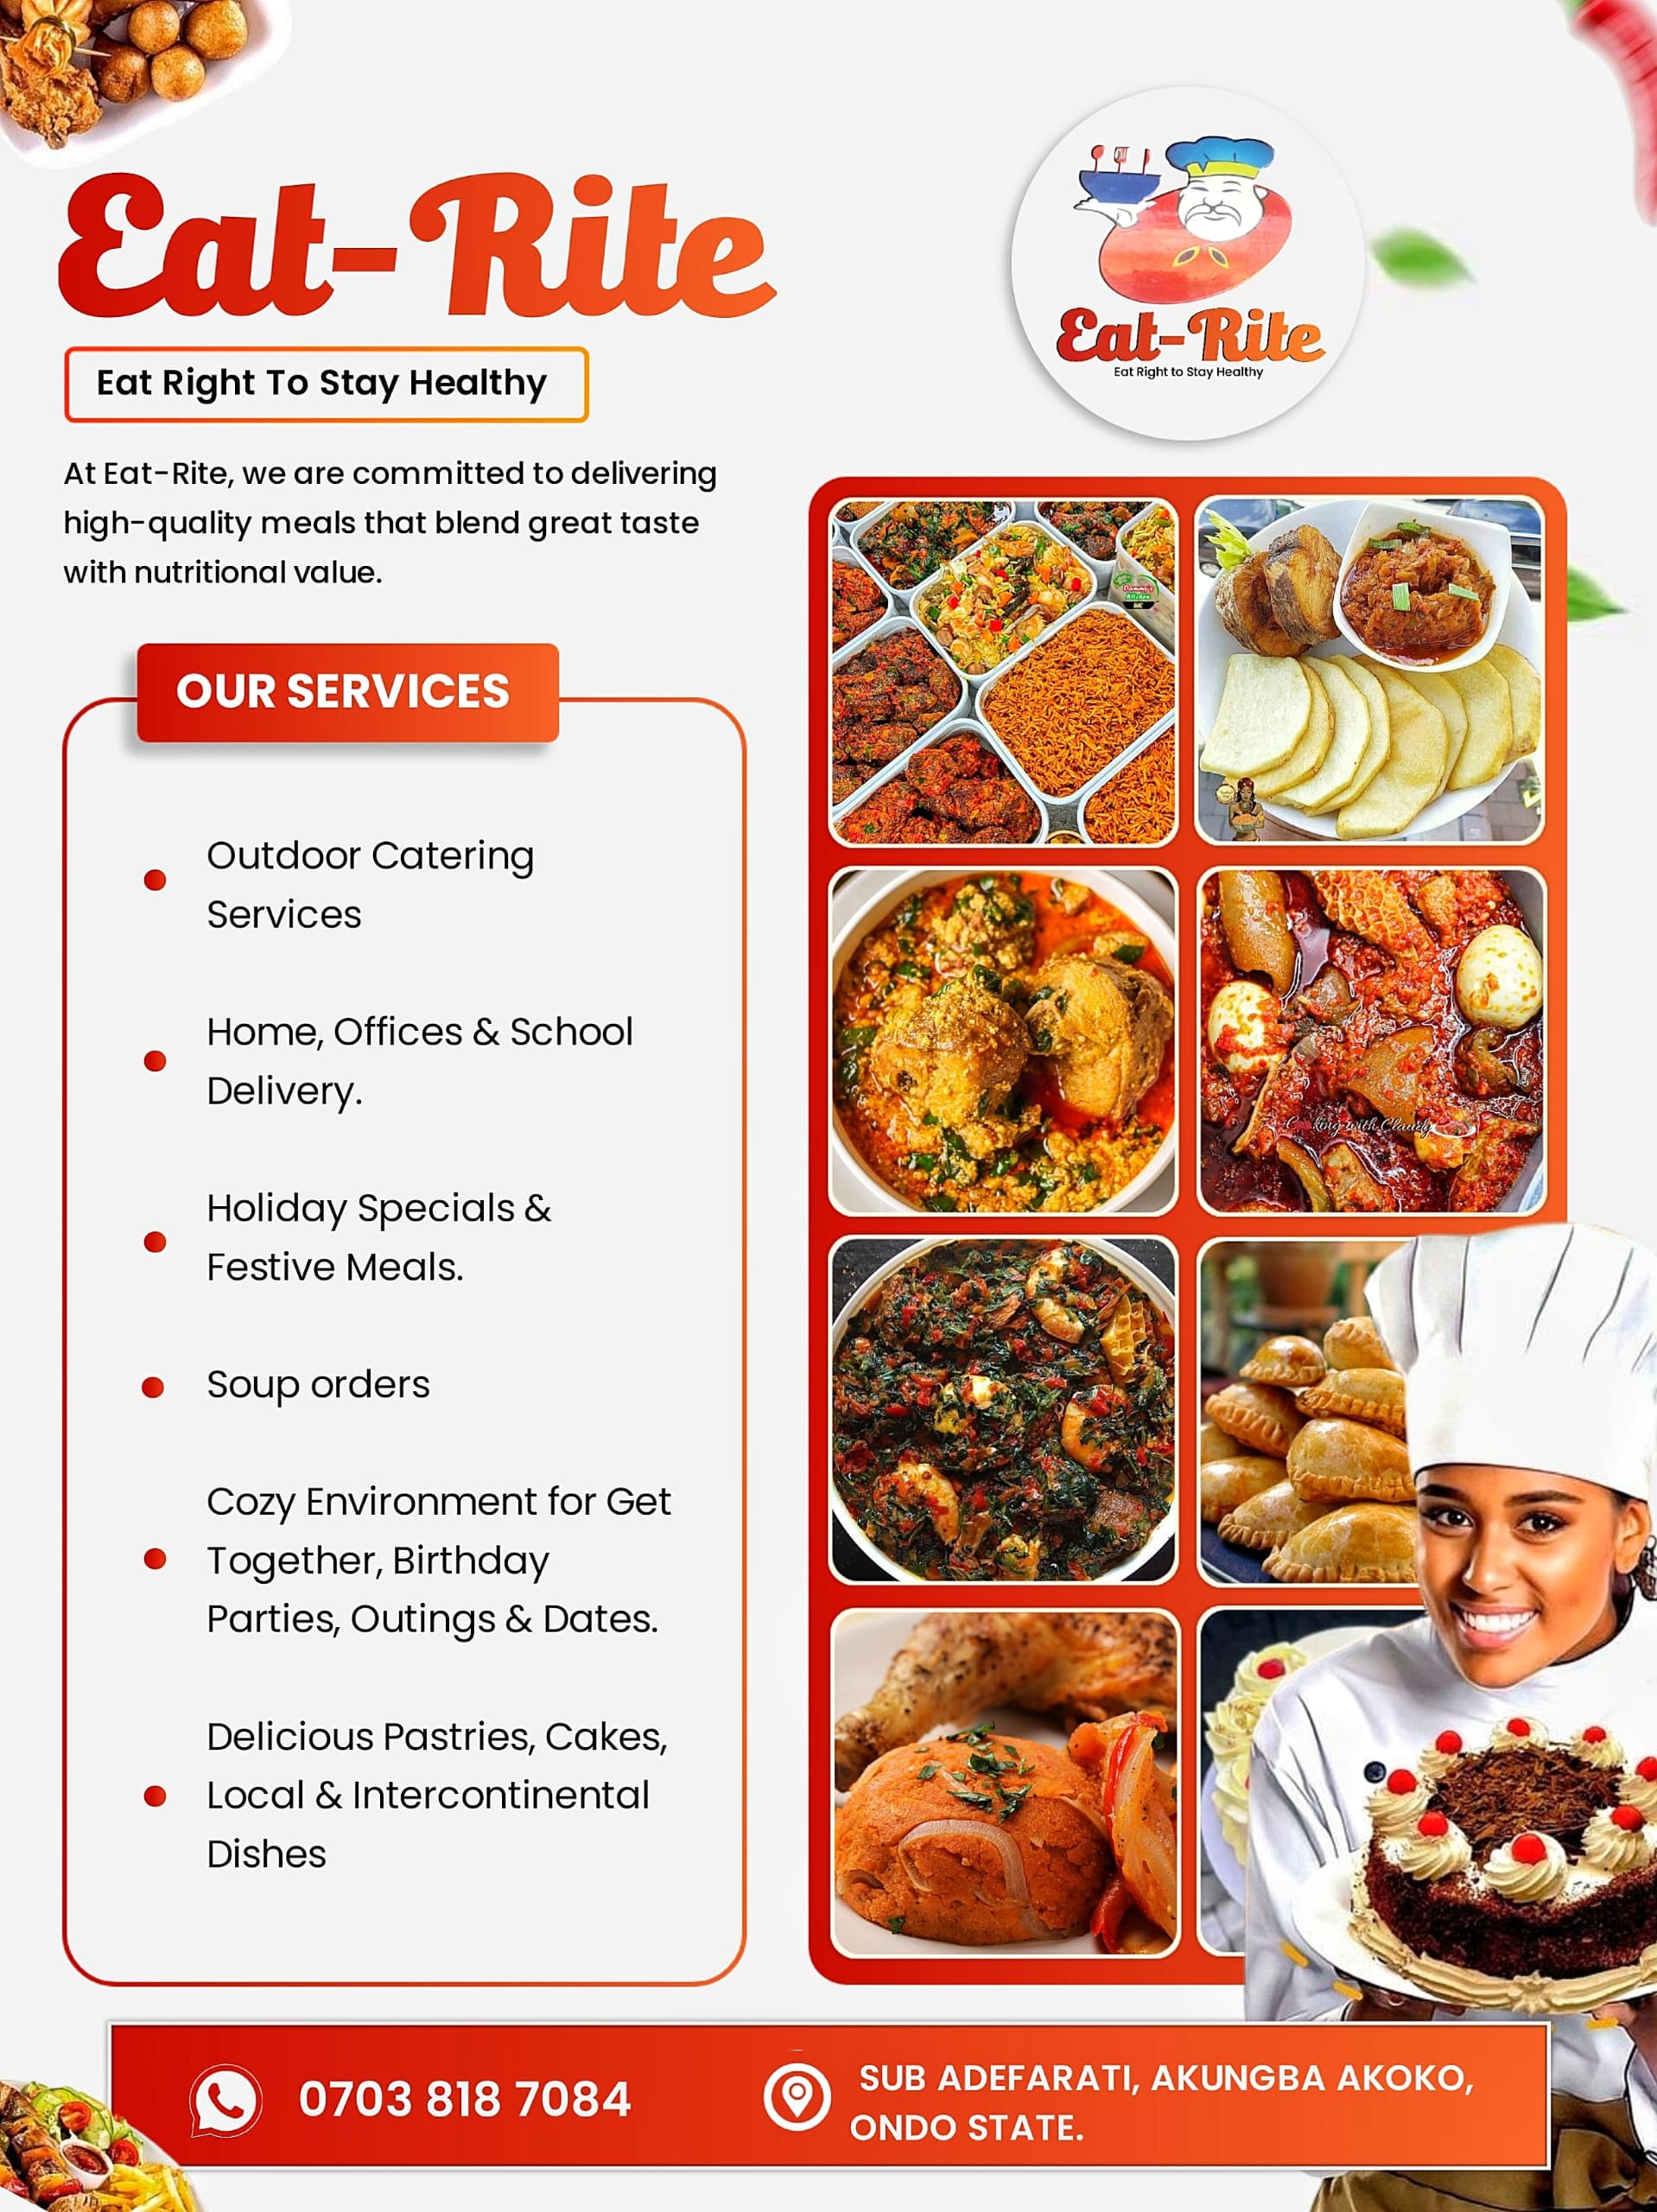 Eat-Rite
Eat Right To Stay Healthy
At Eat-Rite, we are committed to delivering
high-quality meals that blend great taste
with nutritional value.
Eat-Rite
Eat Right to Stay Healthy
OUR SERVICES
Outdoor Catering
Services
Home, Offices & School
Delivery.
Holiday Specials &
Festive Meals.
Soup orders
Cozy Environment for Get
Together, Birthday
Parties, Outings & Dates.
Delicious Pastries, Cakes,
Local & Intercontinental
Dishes
Cooking with Claudy
0703 818 7084
SUB ADEFARATI, AKUNGBA AKOKO,
ONDO STATE.